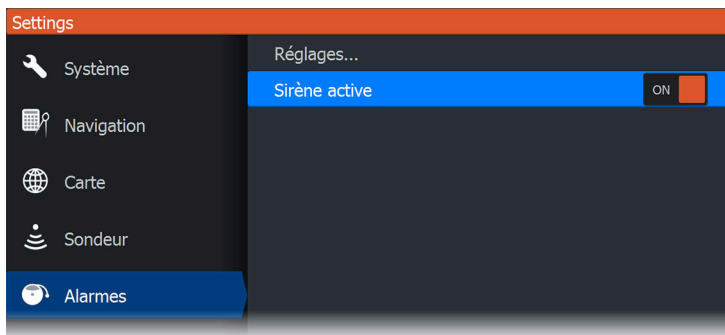 Settings
Système
Navigation
Carte
Sondeur
Alarmes
Réglages...
Sirène active
ON